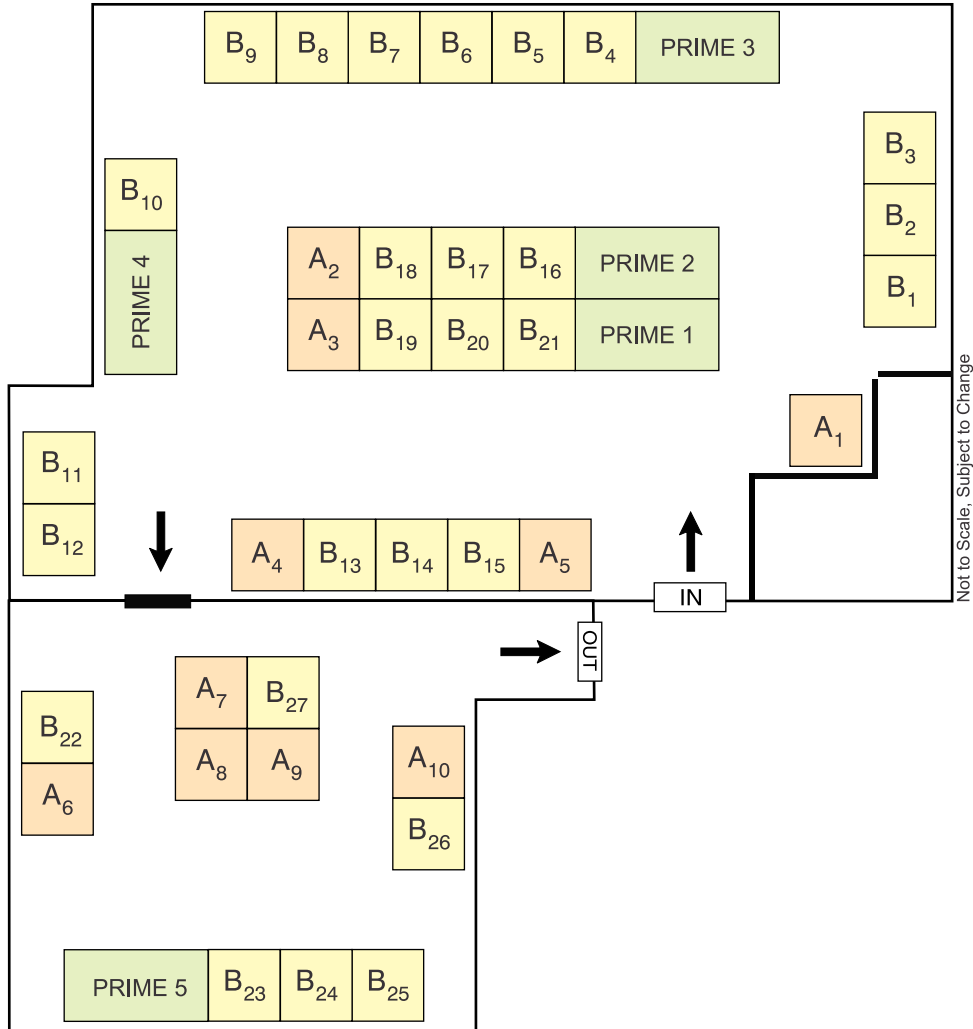 B9 B8 B7 B6 B5 B4 PRIME 3
B3
B10
B2
PRIME 4
A2 B18 B17 B16 PRIME 2
B1
A3 B19 B20 B21 PRIME 1
A1
Not to Scale, Subject to Change
B11
B12
A4 B13 B14 B15 A5
IN
OUT
A7 B27
B22
A8 A9
A10
A6
B26
PRIME 5 B23 B24 B25